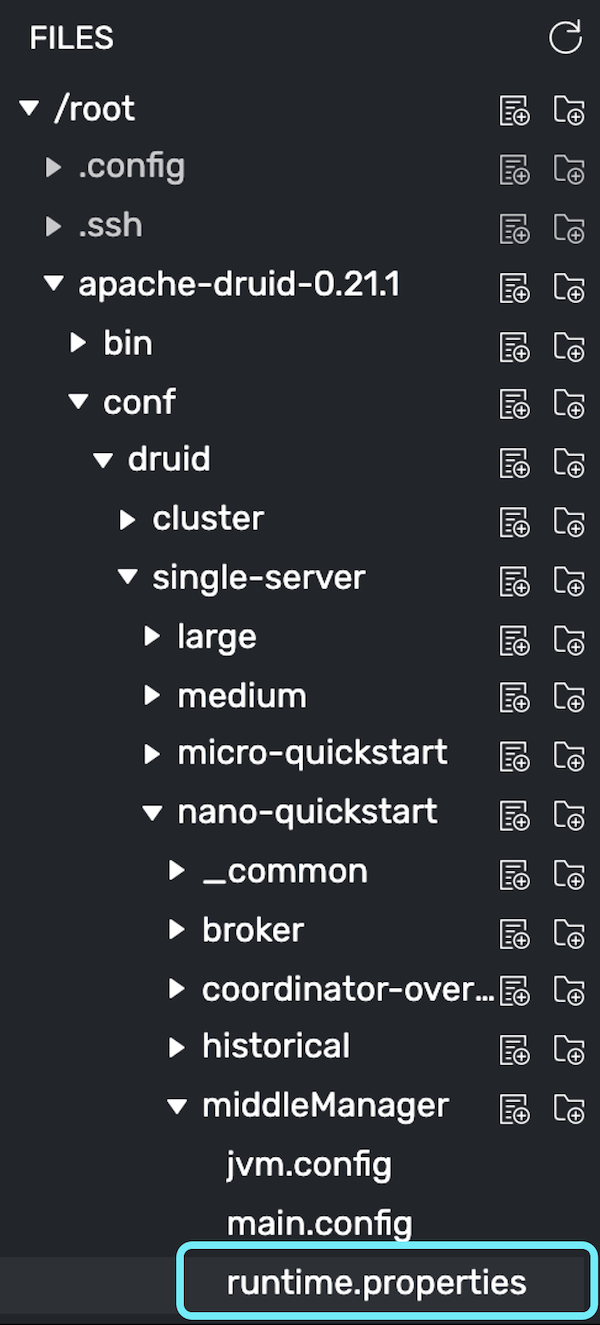 FILES
/root
.config
.ssh
apache-druid-0.21.1
bin
conf
druid
cluster
single-server
large
medium
micro-quickstart
nano-quickstart
_common
broker
coordinator-over...
historical
middleManager
jvm.config
main.config
runtime.properties